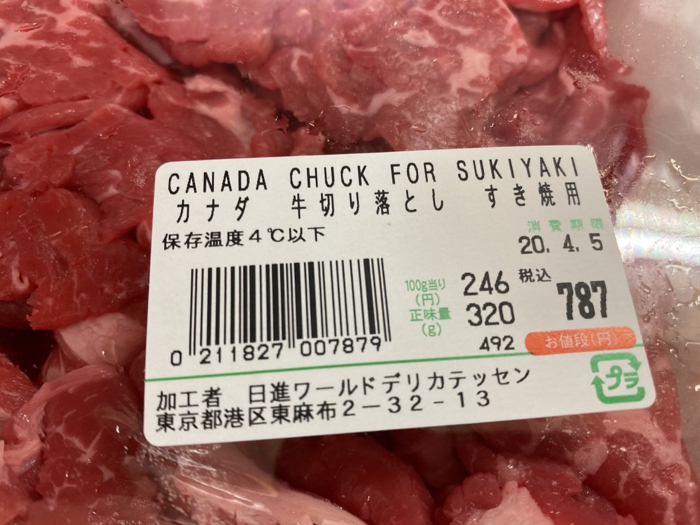 CANADA CHUCK FOR SUKIYAKI
カナダ 牛切り落とし すき焼用
保存温度4℃以下
消費期限
20. 4. 5
100g当り(円) 246 税込 787
正味量(g) 320
492 お値段(円)
0 211827 007879
プラ
加工者 日進ワールドデリカテッセン
東京都港区東麻布2-32-13